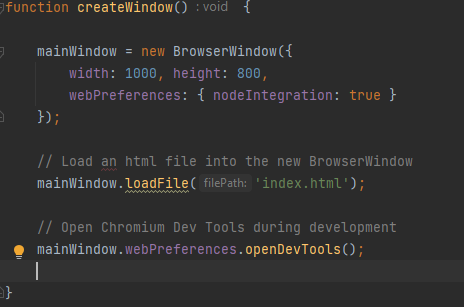 function createWindow() : void {
mainWindow = new BrowserWindow({
width: 1000, height: 800,
webPreferences: { nodeIntegration: true }
});
// Load an html file into the new BrowserWindow
mainWindow.loadFile( filePath: 'index.html');
// Open Chromium Dev Tools during development
mainWindow.webPreferences.openDevTools();
}